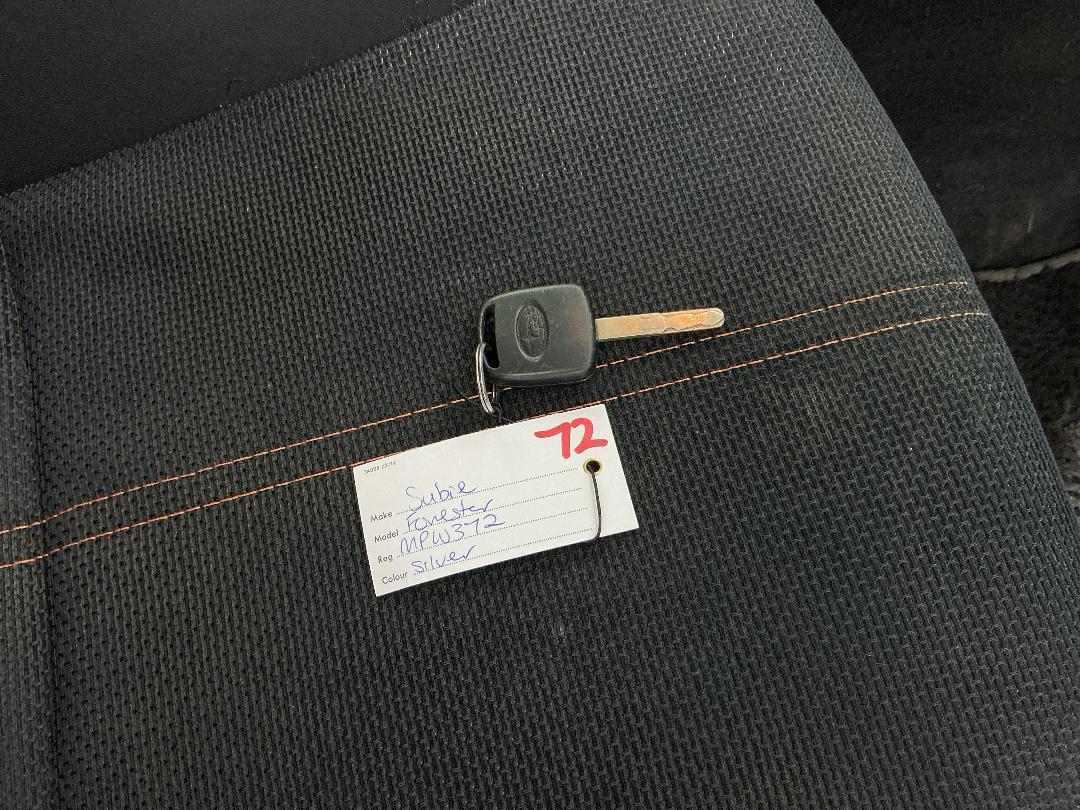 72
Make Subie
Model Forester
Reg MPW372
Colour Silver